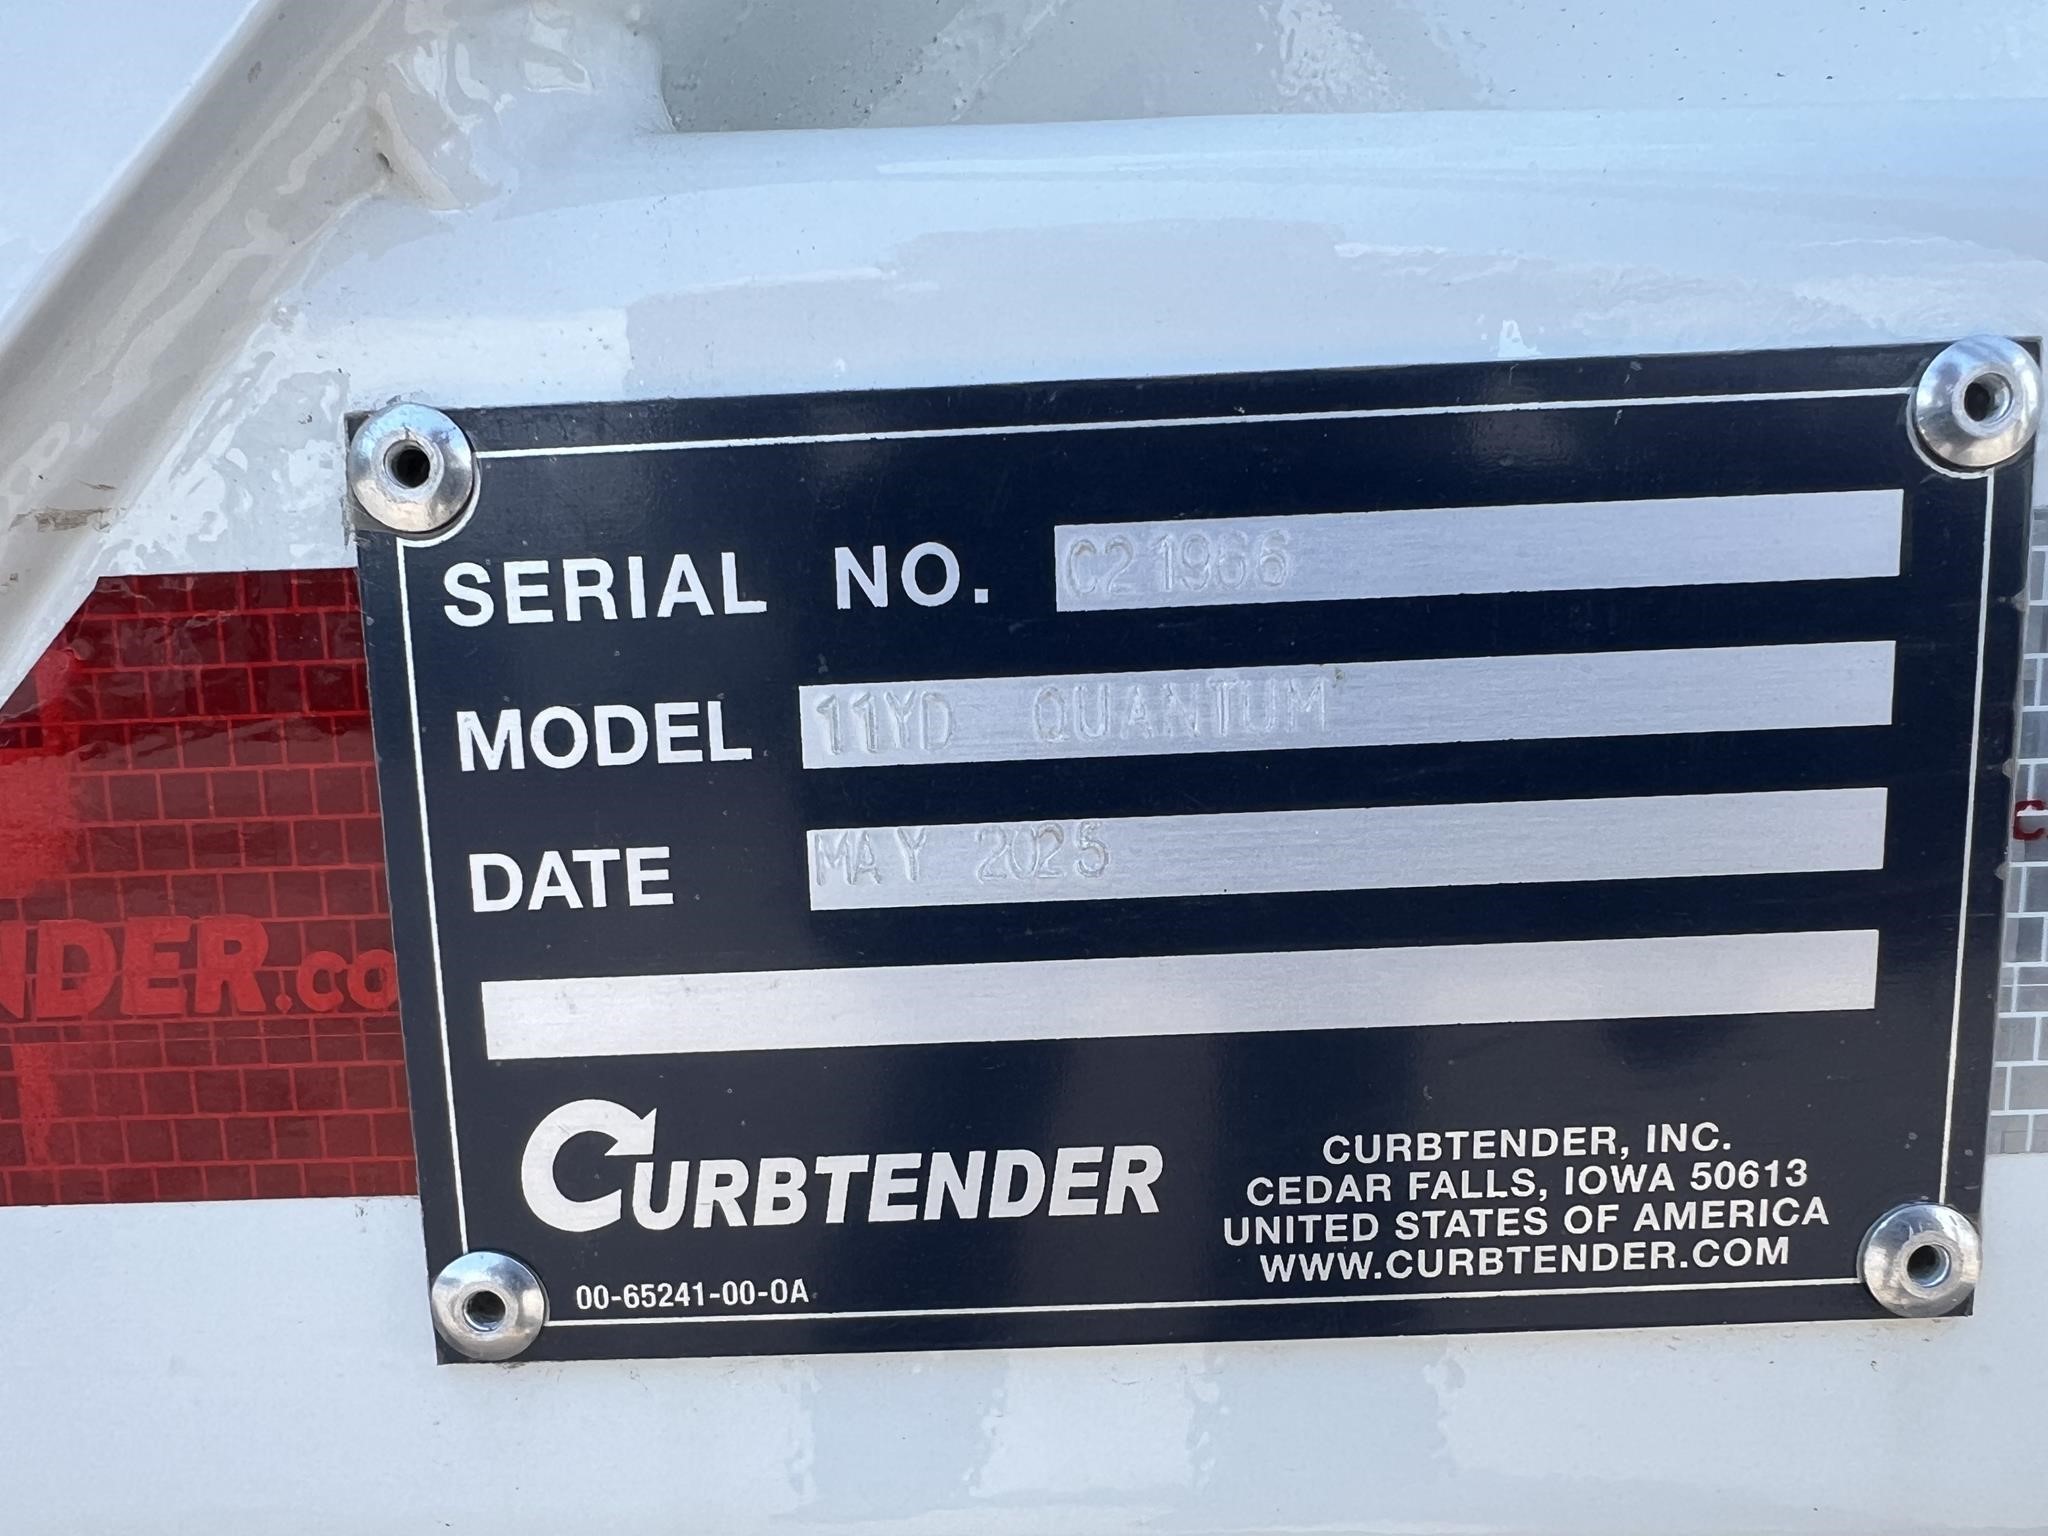 SERIAL NO. C21966
MODEL 11YD QUANTUM
DATE MAY 2025
NDER.CO
CURBTENDER
CURBTENDER, INC.
CEDAR FALLS, IOWA 50613
UNITED STATES OF AMERICA
WWW.CURBTENDER.COM
00-65241-00-0A
C